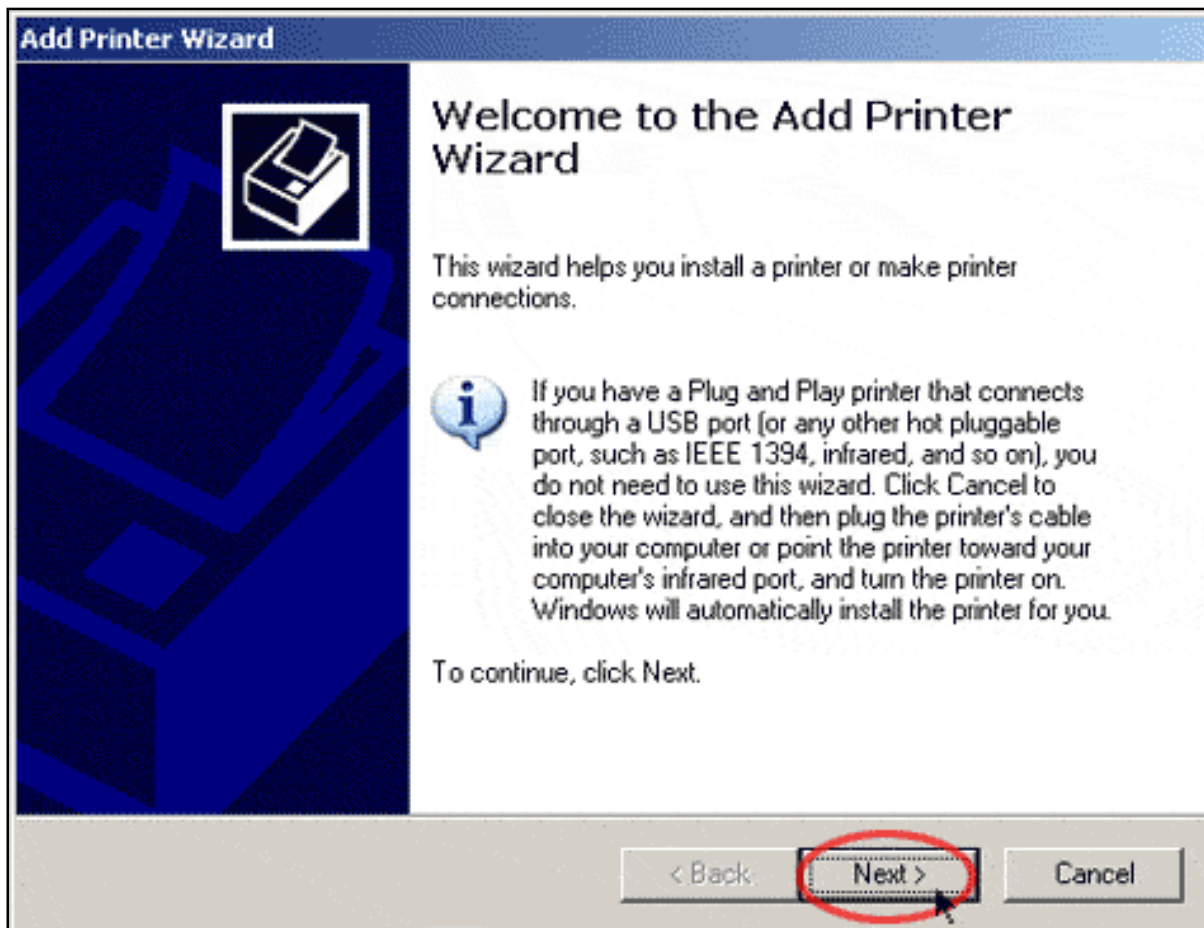 Add Printer Wizard
Welcome to the Add Printer
Wizard
This wizard helps you install a printer or make printer
connections.
If you have a Plug and Play printer that connects
through a USB port (or any other hot pluggable
port, such as IEEE 1394, infrared, and so on), you
do not need to use this wizard. Click Cancel to
close the wizard, and then plug the printer's cable
into your computer or point the printer toward your
computer's infrared port, and turn the printer on.
Windows will automatically install the printer for you.
To continue, click Next.
< Back Next > Cancel